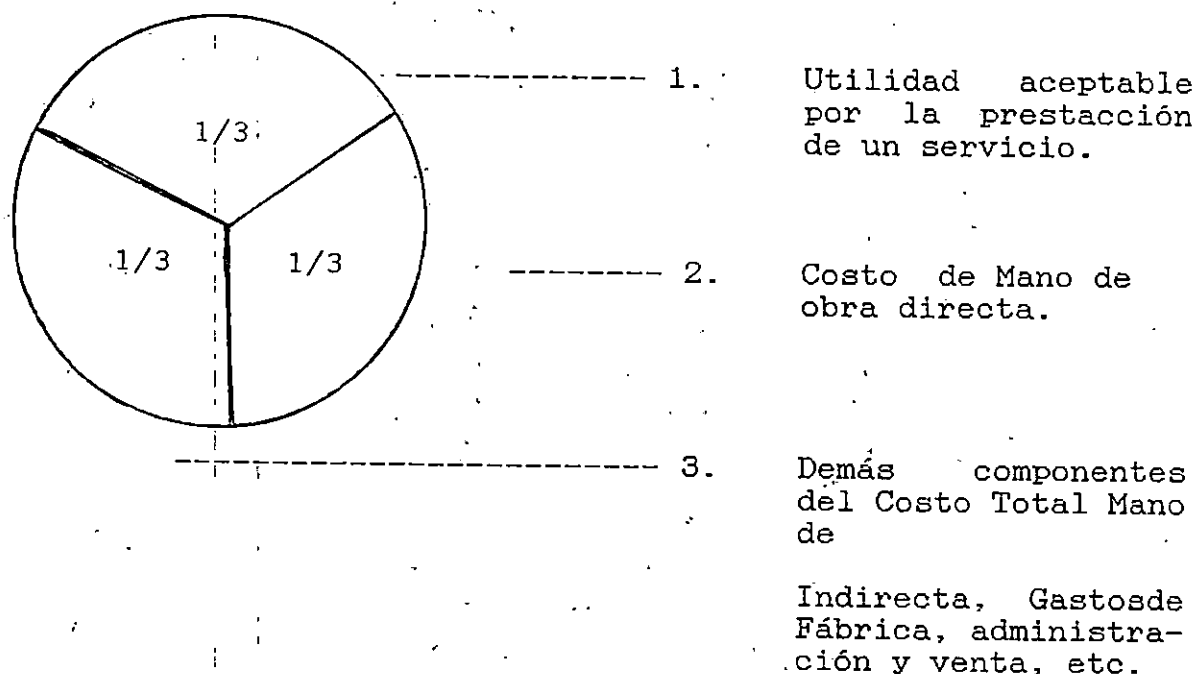 1/3
1/3
1/3
1. Utilidad aceptable
por la prestacción
de un servicio.
2. Costo de Mano de
obra directa.
3. Demás componentes
del Costo Total Mano
de
Indirecta, Gastosde
Fábrica, administra-
ción y venta, etc.